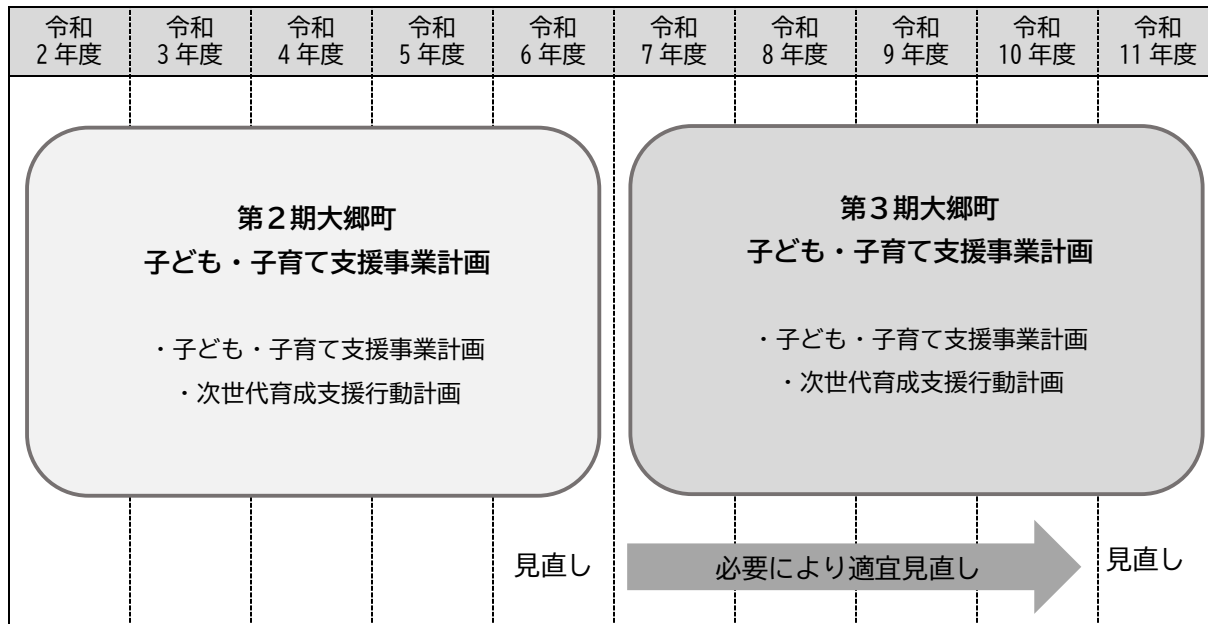 令和
2年度
令和
3年度
令和
4年度
令和
5年度
令和
6年度
令和
7年度
令和
8年度
令和
9年度
令和
10年度
令和
11年度
第2期大郷町
子ども・子育て支援事業計画
・子ども・子育て支援事業計画
・次世代育成支援行動計画
第3期大郷町
子ども・子育て支援事業計画
・子ども・子育て支援事業計画
・次世代育成支援行動計画
見直し
必要により適宜見直し
見直し